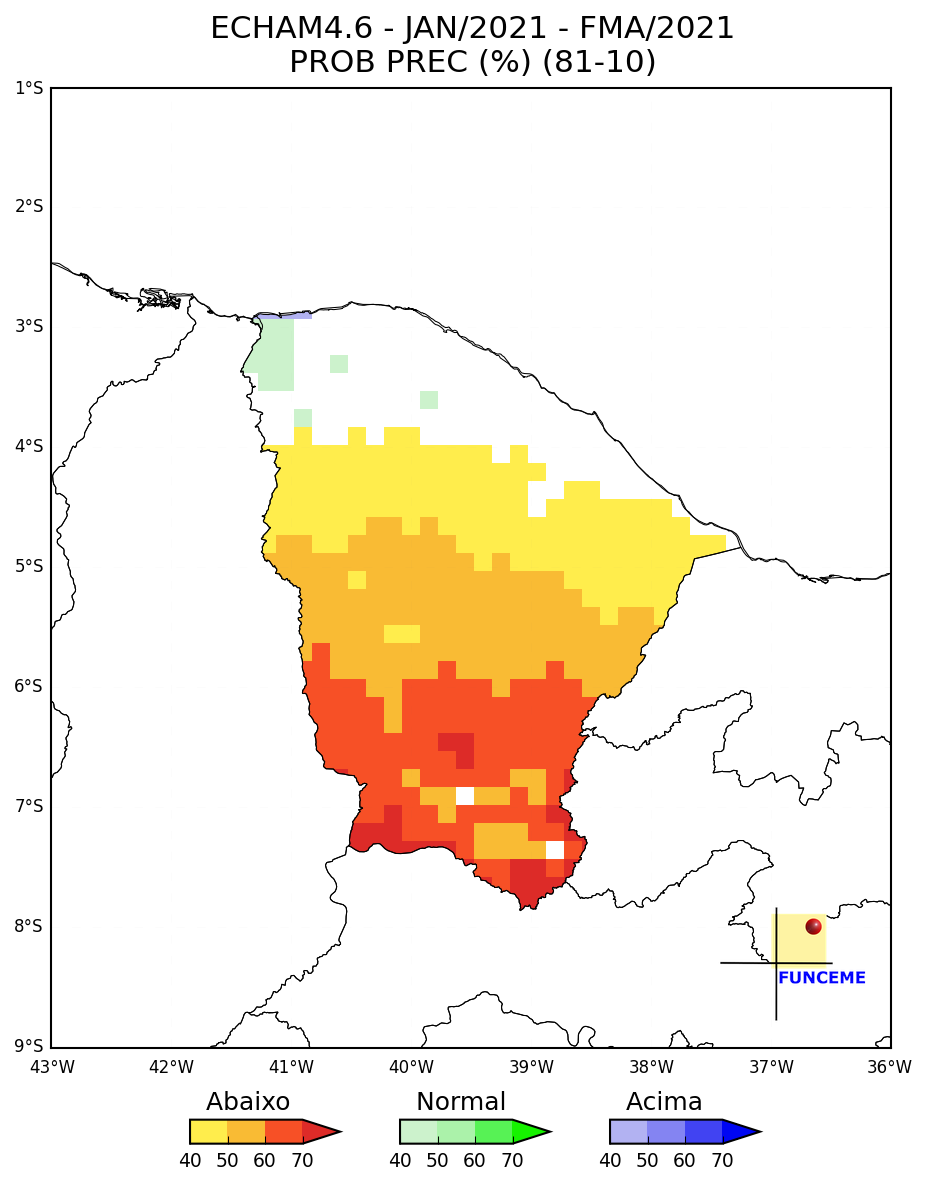 ECHAM4.6 - JAN/2021 - FMA/2021
PROB PREC (%) (81-10)
1°S
2°S
3°S
4°S
5°S
6°S
7°S
8°S
9°S
FUNCEME
43°W 42°W 41°W 40°W 39°W 38°W 37°W 36°W
Abaixo Normal Acima
40 50 60 70 40 50 60 70 40 50 60 70